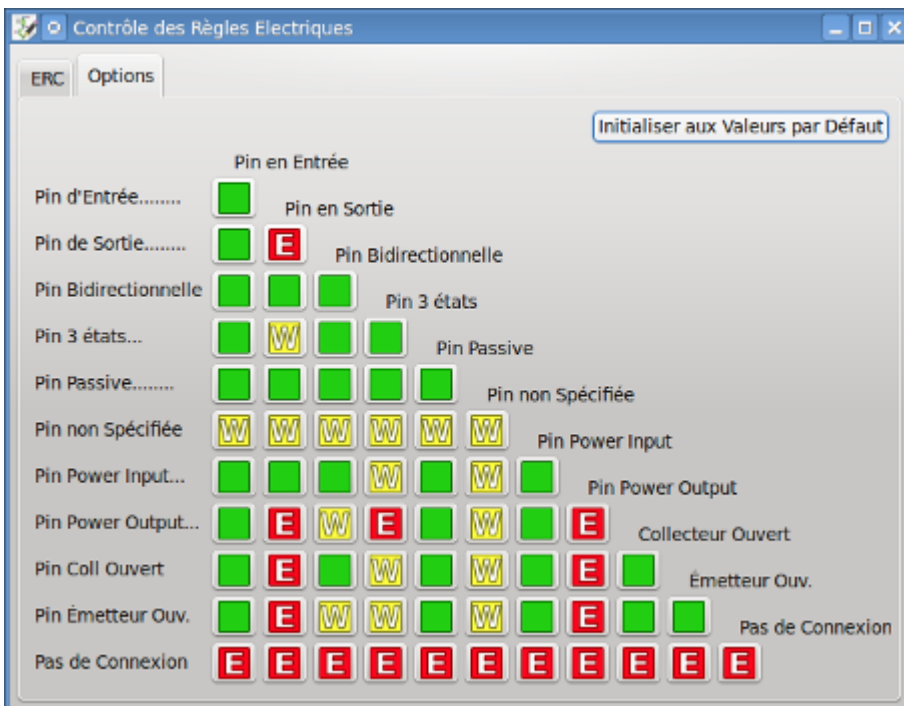 Contrôle des Règles Electriques
ERC Options
Initialiser aux Valeurs par Défaut
Pin en Entrée
Pin d'Entrée........
Pin en Sortie
Pin de Sortie........ E
Pin Bidirectionnelle
Pin Bidirectionnelle
Pin 3 états
Pin 3 états... W
Pin Passive
Pin Passive........
Pin non Spécifiée
Pin non Spécifiée W W W W W W
Pin Power Input
Pin Power Input... W W
Pin Power Output
Pin Power Output... E W E W E
Collecteur Ouvert
Pin Coll Ouvert E W W E
Émetteur Ouv.
Pin Émetteur Ouv. E W W W E
Pas de Connexion
Pas de Connexion E E E E E E E E E E E